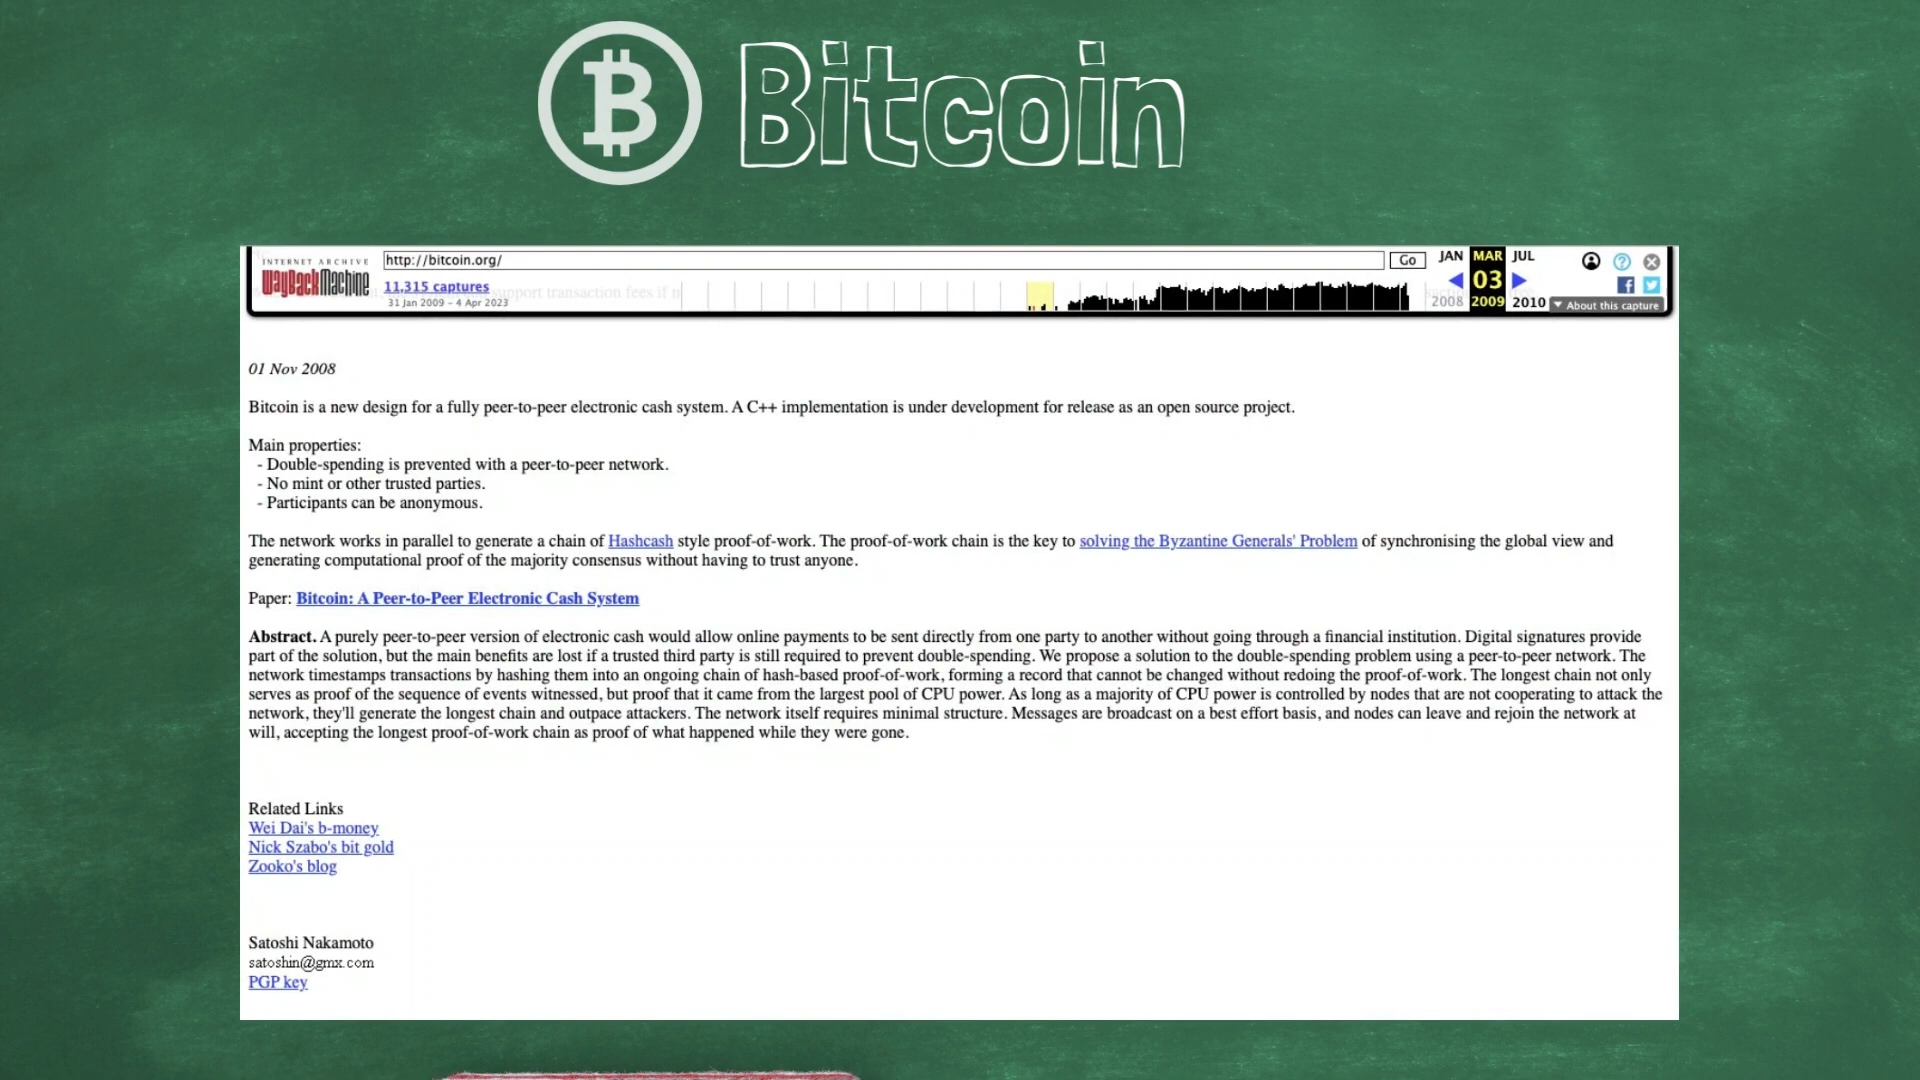 Bitcoin
INTERNET ARCHIVE
WayBackMachine
http://bitcoin.org/
Go
JAN MAR JUL
11,315 captures
03
31 Jan 2009 – 4 Apr 2023
2008 2009 2010
About this capture
support transaction fees if n
01 Nov 2008
Bitcoin is a new design for a fully peer-to-peer electronic cash system. A C++ implementation is under development for release as an open source project.
Main properties:
- Double-spending is prevented with a peer-to-peer network.
- No mint or other trusted parties.
- Participants can be anonymous.
The network works in parallel to generate a chain of Hashcash style proof-of-work. The proof-of-work chain is the key to solving the Byzantine Generals' Problem of synchronising the global view and
generating computational proof of the majority consensus without having to trust anyone.
Paper: Bitcoin: A Peer-to-Peer Electronic Cash System
Abstract. A purely peer-to-peer version of electronic cash would allow online payments to be sent directly from one party to another without going through a financial institution. Digital signatures provide
part of the solution, but the main benefits are lost if a trusted third party is still required to prevent double-spending. We propose a solution to the double-spending problem using a peer-to-peer network. The
network timestamps transactions by hashing them into an ongoing chain of hash-based proof-of-work, forming a record that cannot be changed without redoing the proof-of-work. The longest chain not only
serves as proof of the sequence of events witnessed, but proof that it came from the largest pool of CPU power. As long as a majority of CPU power is controlled by nodes that are not cooperating to attack the
network, they'll generate the longest chain and outpace attackers. The network itself requires minimal structure. Messages are broadcast on a best effort basis, and nodes can leave and rejoin the network at
will, accepting the longest proof-of-work chain as proof of what happened while they were gone.
Related Links
Wei Dai's b-money
Nick Szabo's bit gold
Zooko's blog
Satoshi Nakamoto
satoshin@gmx.com
PGP key